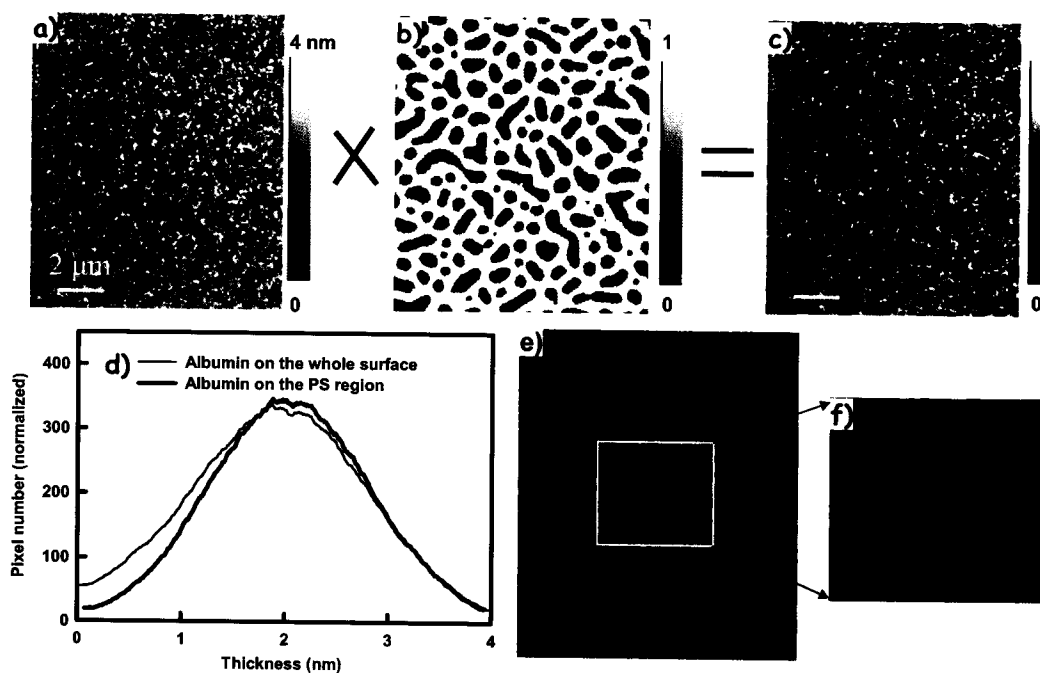 a)
4 nm
0
2 μm
X
b)
1
0
=
c)
0
d)
Albumin on the whole surface
Albumin on the PS region
Pixel number (normalized)
400
300
200
100
0
0
1
2
3
4
Thickness (nm)
e)
f)